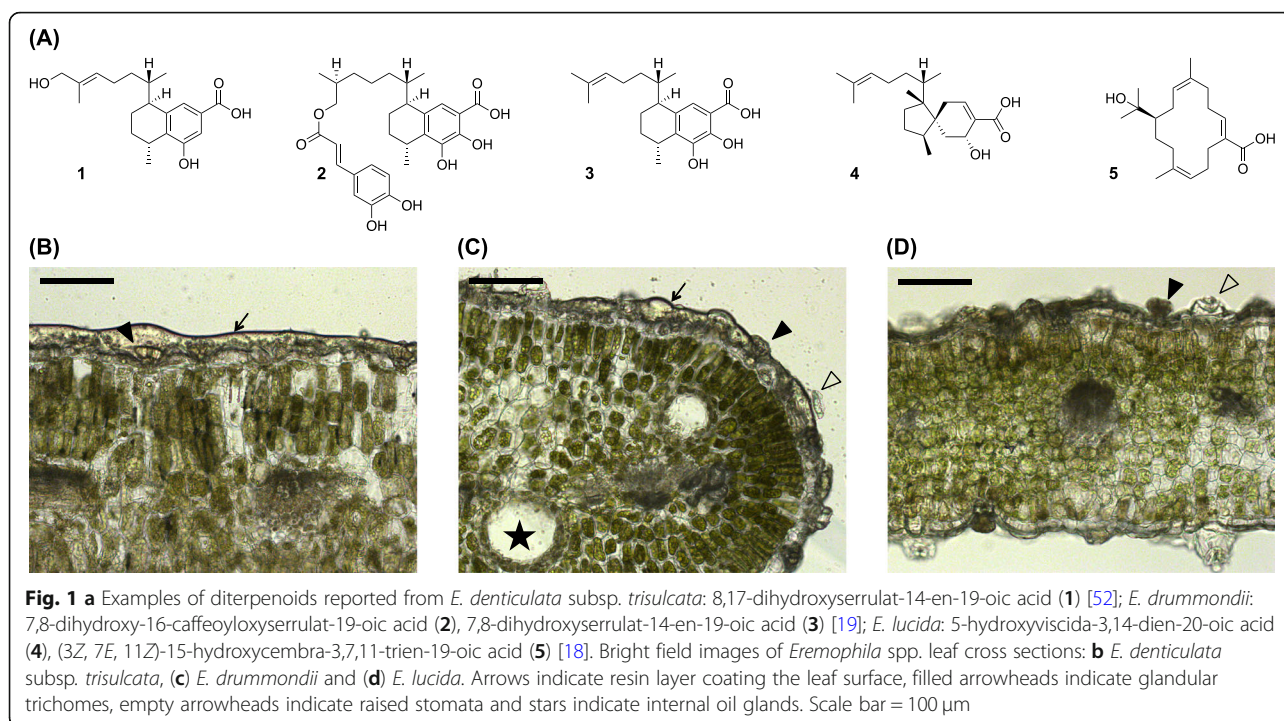 (A)
HO
H
O
OH
OH
1
H
H
O
O
O
OH
OH
OH
OH
OH
2
H
O
OH
OH
OH
3
H
OH
O
OH
4
HO
OH
O
5
(B)
(C)
(D)
Fig. 1 a Examples of diterpenoids reported from E. denticulata subsp. trisulcata: 8,17-dihydroxyserrulat-14-en-19-oic acid (1) [52]; E. drummondii:
7,8-dihydroxy-16-caffeoyloxyserrulat-19-oic acid (2), 7,8-dihydroxyserrulat-14-en-19-oic acid (3) [19]; E. lucida: 5-hydroxyviscida-3,14-dien-20-oic acid
(4), (3Z, 7E, 11Z)-15-hydroxycembra-3,7,11-trien-19-oic acid (5) [18]. Bright field images of Eremophila spp. leaf cross sections: b E. denticulata
subsp. trisulcata, (c) E. drummondii and (d) E. lucida. Arrows indicate resin layer coating the leaf surface, filled arrowheads indicate glandular
trichomes, empty arrowheads indicate raised stomata and stars indicate internal oil glands. Scale bar = 100 μm